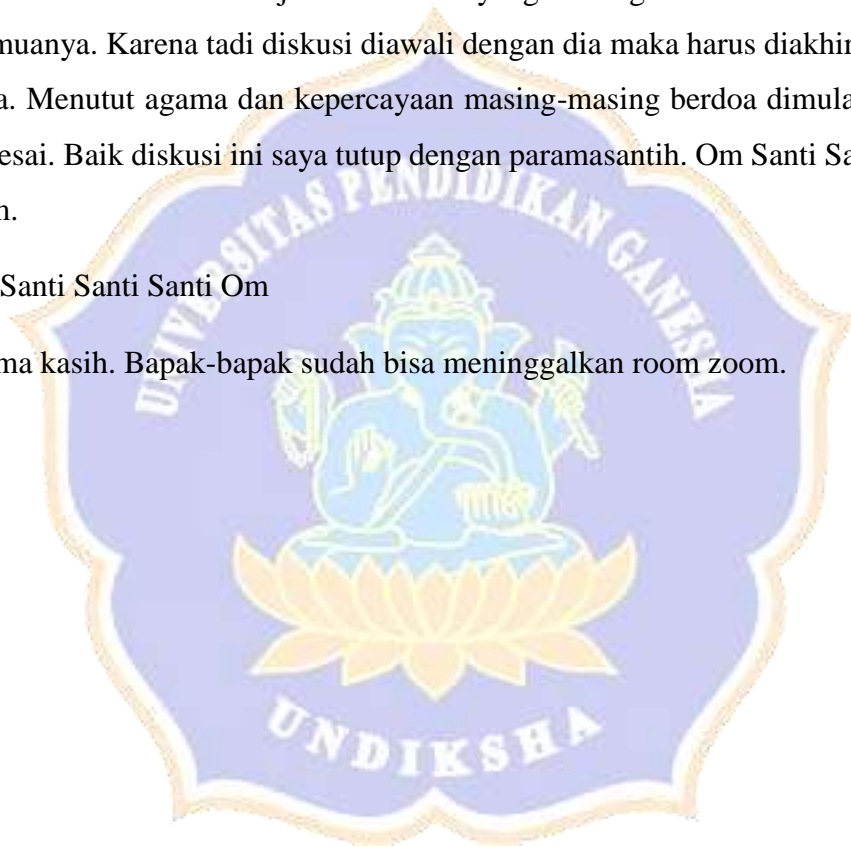 muanya. Karena tadi diskusi diawali dengan dia maka harus diakhir
a. Menutut agama dan kepercayaan masing-masing berdoa dimula
esai. Baik diskusi ini saya tutup dengan paramasantih. Om Santi Sa
n.
Santi Santi Santi Om
ma kasih. Bapak-bapak sudah bisa meninggalkan room zoom.
UNIVERSITAS PENDIDIKAN GANESHA
UNDIKSHA